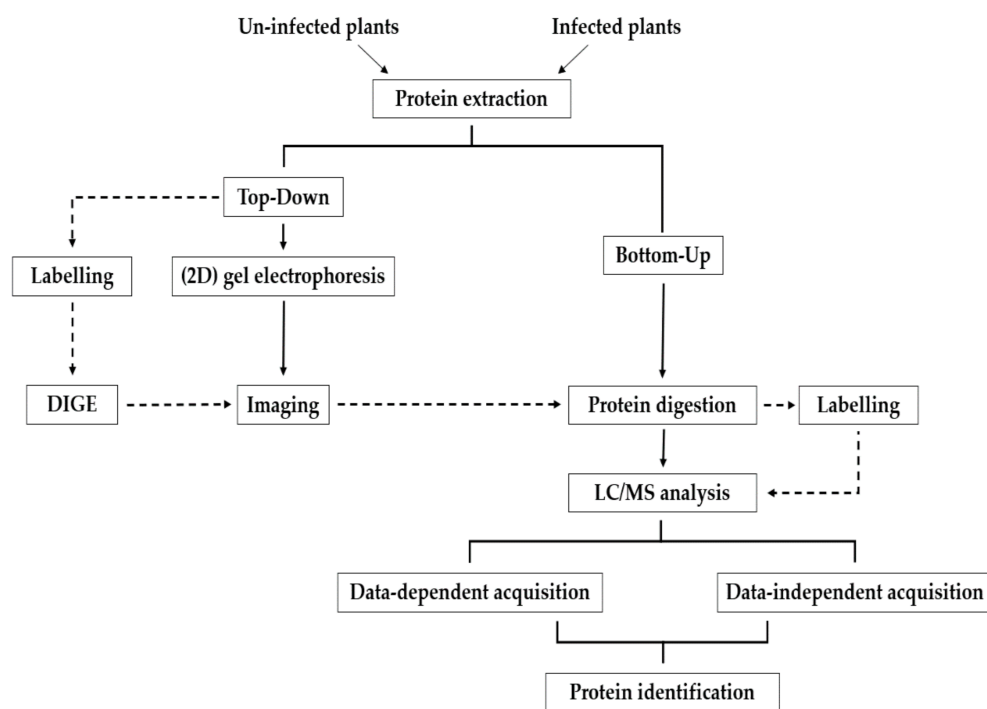 Un-infected plants
Infected plants
Protein extraction
Top-Down
Bottom-Up
Labelling
(2D) gel electrophoresis
DIGE
Imaging
Protein digestion
Labelling
LC/MS analysis
Data-dependent acquisition
Data-independent acquisition
Protein identification